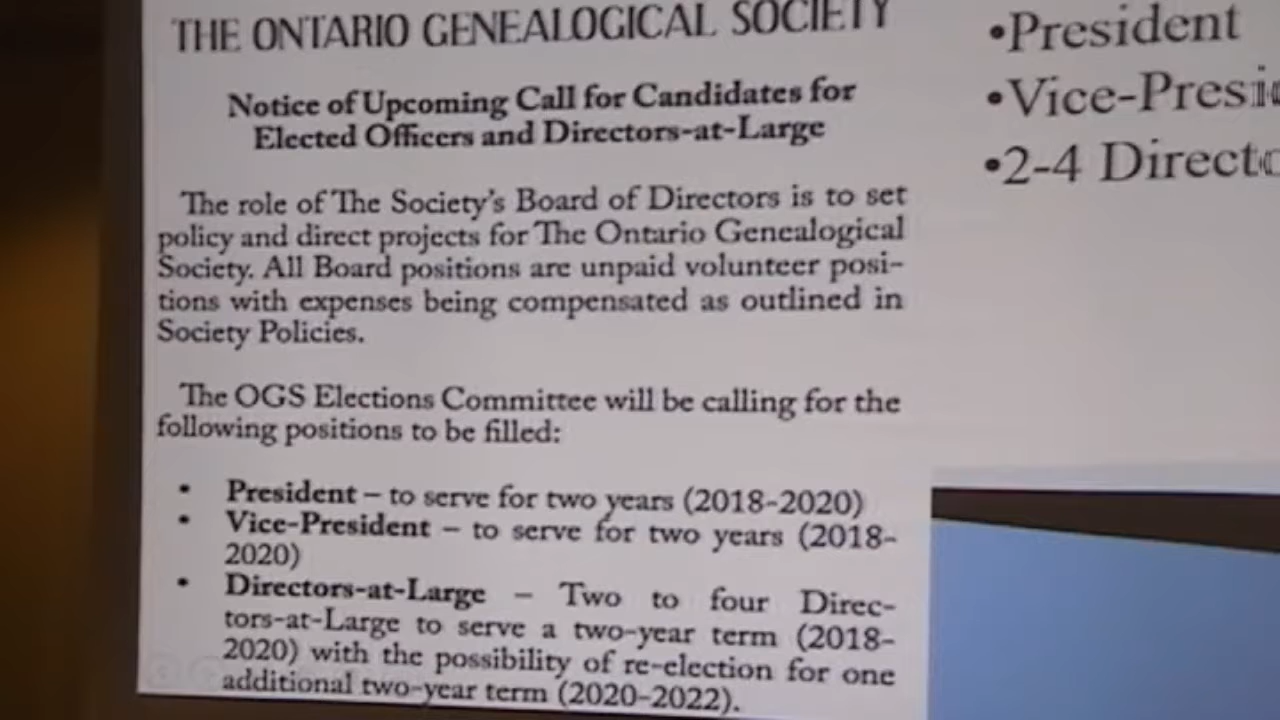 THE ONTARIO GENEALOGICAL SOCIETY
Notice of Upcoming Call for Candidates for
Elected Officers and Directors-at-Large
The role of The Society's Board of Directors is to set
policy and direct projects for The Ontario Genealogical
Society. All Board positions are unpaid volunteer posi-
tions with expenses being compensated as outlined in
Society Policies.
The OGS Elections Committee will be calling for the
following positions to be filled:
• President – to serve for two years (2018-2020)
• Vice-President – to serve for two years (2018-
2020)
• Directors-at-Large – Two to four Direc-
tors-at-Large to serve a two-year term (2018-
2020) with the possibility of re-election for one
additional two-year term (2020-2022).
•President
•Vice-Presid
•2-4 Directo